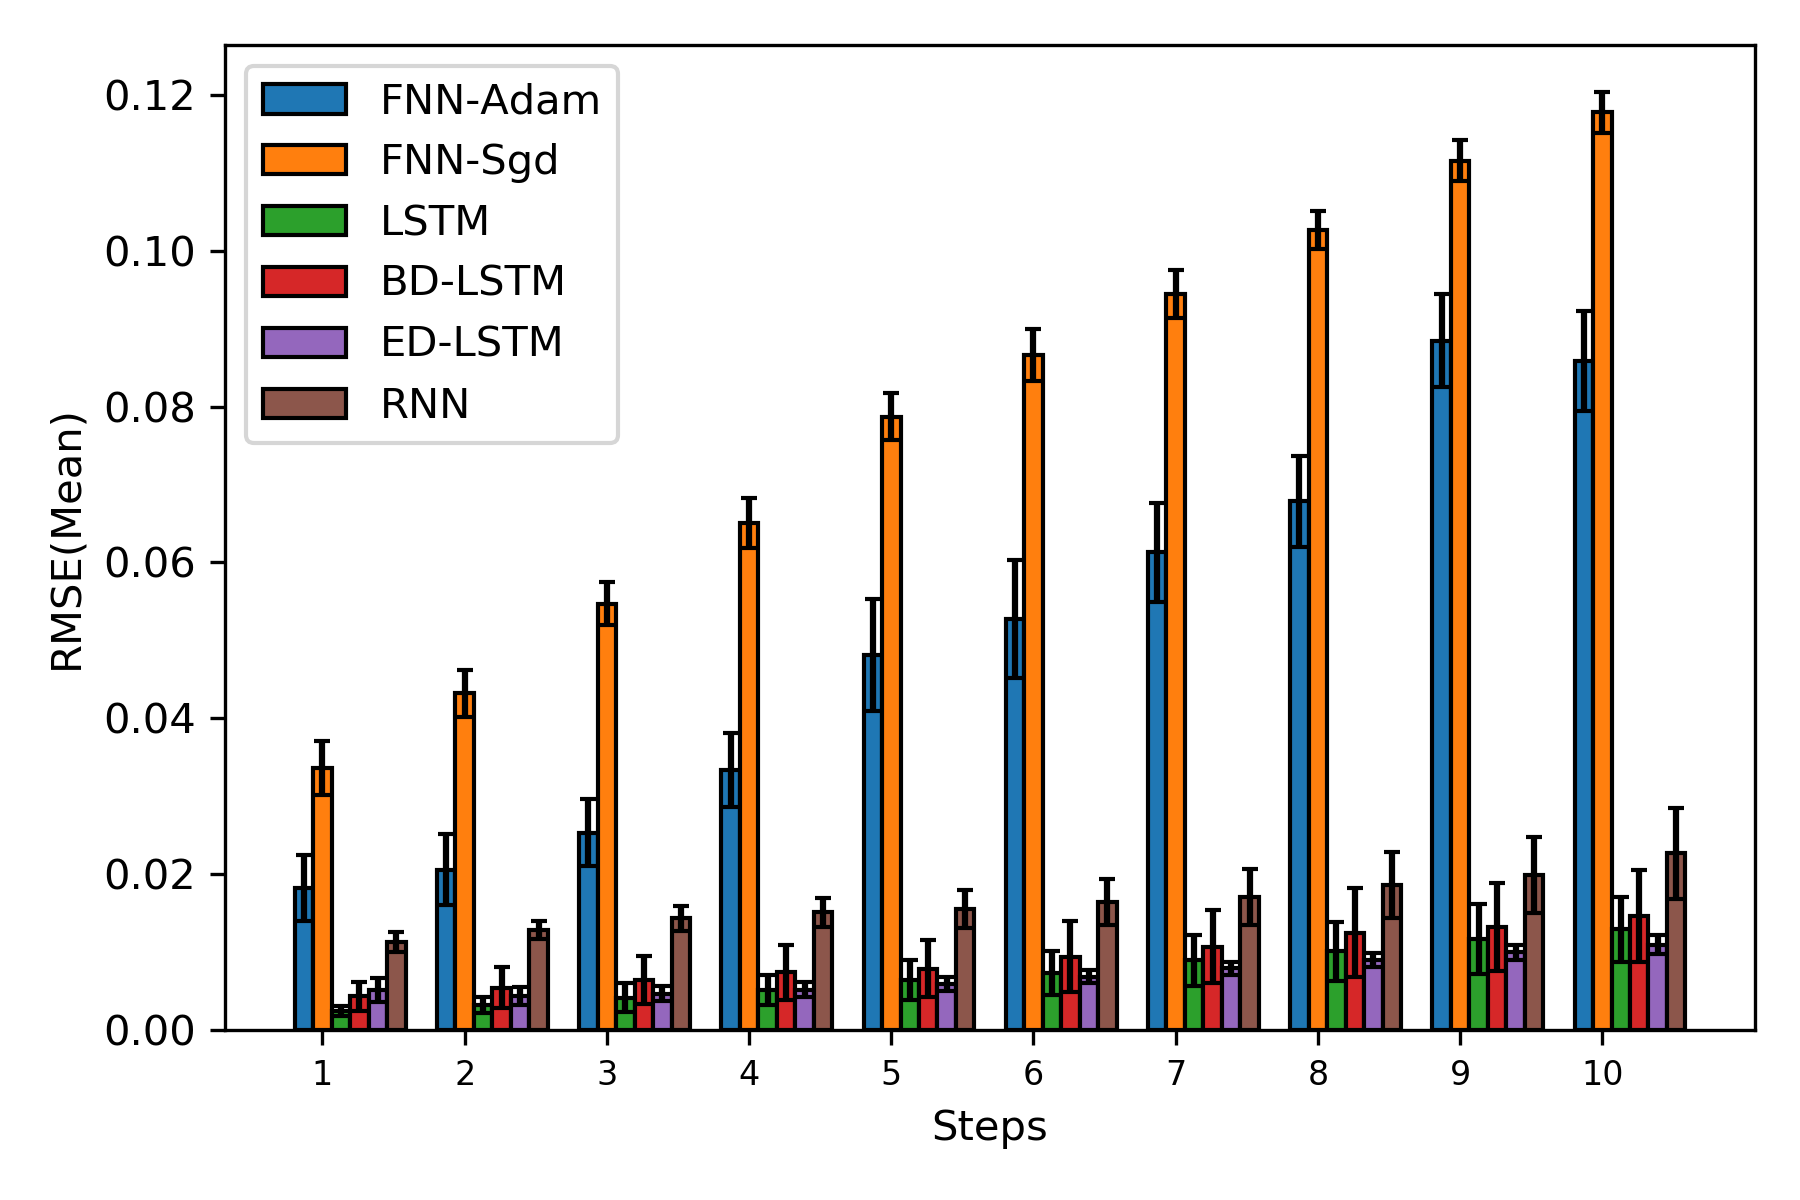 FNN-Adam
FNN-Sgd
LSTM
BD-LSTM
ED-LSTM
RNN
RMSE(Mean)
0.12
0.10
0.08
0.06
0.04
0.02
0.00
1 2 3 4 5 6 7 8 9 10
Steps